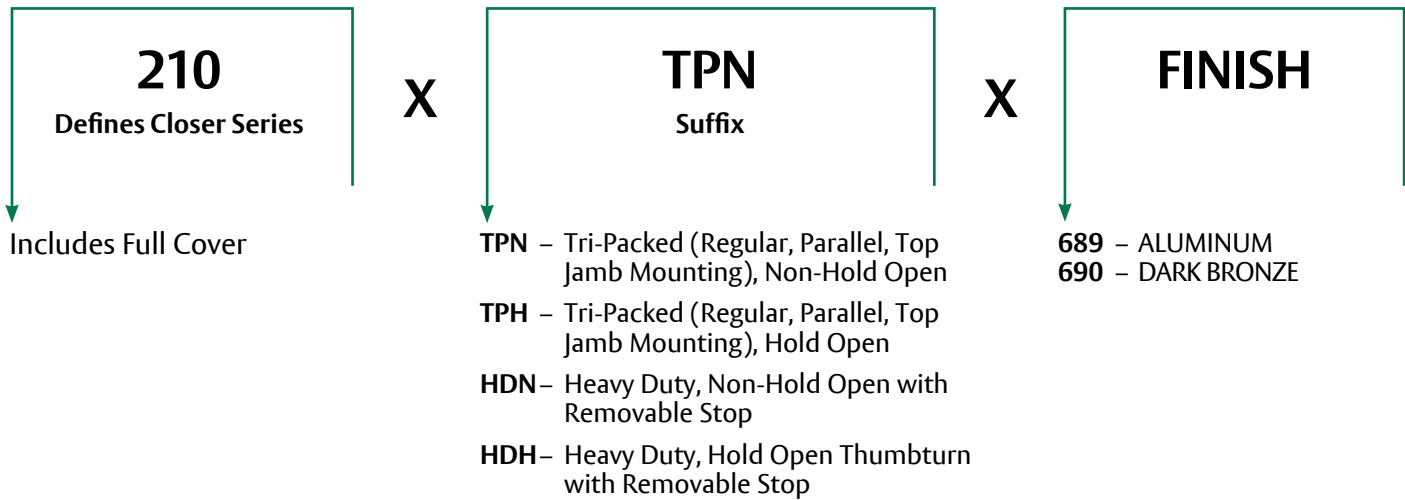 210
Defines Closer Series
X
TPN
Suffix
X
FINISH
Includes Full Cover
TPN – Tri-Packed (Regular, Parallel, Top
Jamb Mounting), Non-Hold Open
TPH – Tri-Packed (Regular, Parallel, Top
Jamb Mounting), Hold Open
HDN – Heavy Duty, Non-Hold Open with
Removable Stop
HDH – Heavy Duty, Hold Open Thumbturn
with Removable Stop
689 – ALUMINUM
690 – DARK BRONZE